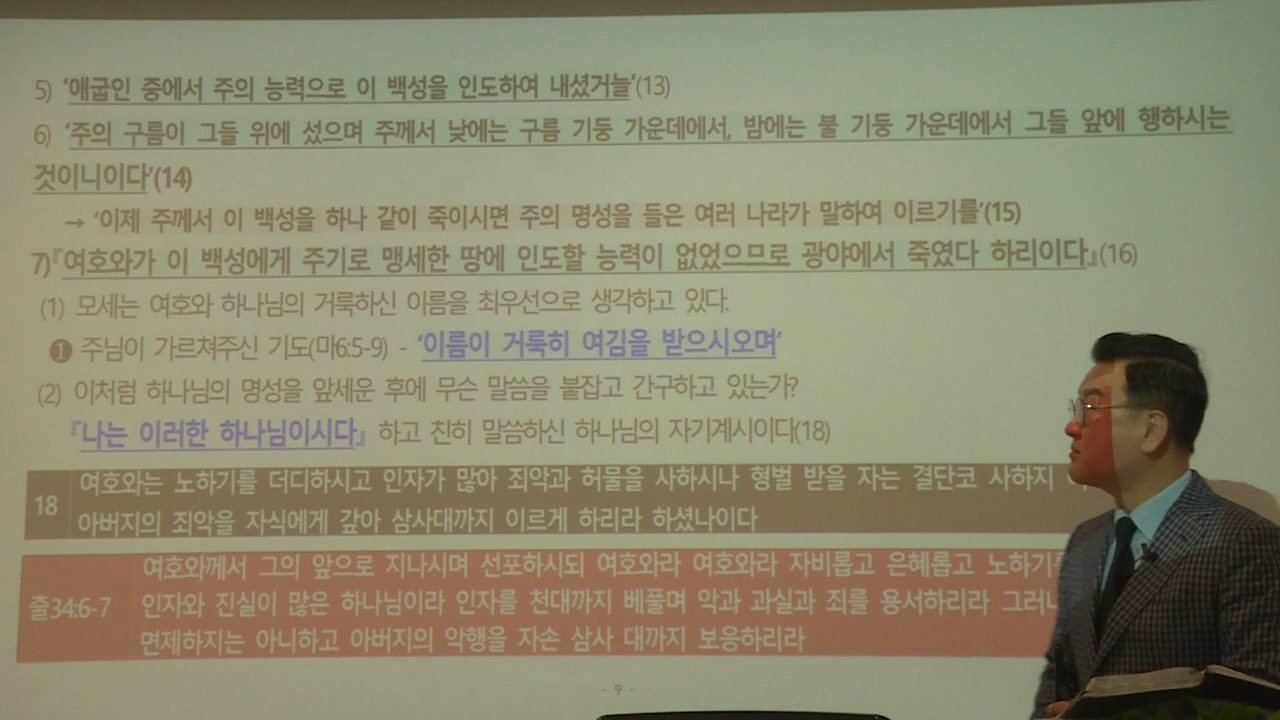 5) ‘애굽인 중에서 주의 능력으로 이 백성을 인도하여 내셨거늘’(13)
6) ‘주의 구름이 그들 위에 섰으며 주께서 낮에는 구름 기둥 가운데에서, 밤에는 불 기둥 가운데에서 그들 앞에 행하시는
것이니이다’(14)
→ ‘이제 주께서 이 백성을 하나 같이 죽이시면 주의 명성을 들은 여러 나라가 말하여 이르기를’(15)
7)『여호와가 이 백성에게 주기로 맹세한 땅에 인도할 능력이 없었으므로 광야에서 죽였다 하리이다』(16)
(1) 모세는 여호와 하나님의 거룩하신 이름을 최우선으로 생각하고 있다.
❶ 주님이 가르쳐주신 기도(마6:5-9) - ‘이름이 거룩히 여김을 받으시오며’
(2) 이처럼 하나님의 명성을 앞세운 후에 무슨 말씀을 붙잡고 간구하고 있는가?
『나는 이러한 하나님이시다』 하고 친히 말씀하신 하나님의 자기계시이다(18)
18 여호와는 노하기를 더디하시고 인자가 많아 죄악과 허물을 사하시나 형벌 받을 자는 결단코 사하지
아버지의 죄악을 자식에게 갚아 삼사대까지 이르게 하리라 하셨나이다
여호와께서 그의 앞으로 지나시며 선포하시되 여호와라 여호와라 자비롭고 은혜롭고 노하기
출34:6-7 인자와 진실이 많은 하나님이라 인자를 천대까지 베풀며 악과 과실과 죄를 용서하리라 그러
면제하지는 아니하고 아버지의 악행을 자손 삼사 대까지 보응하리라
- 9 -